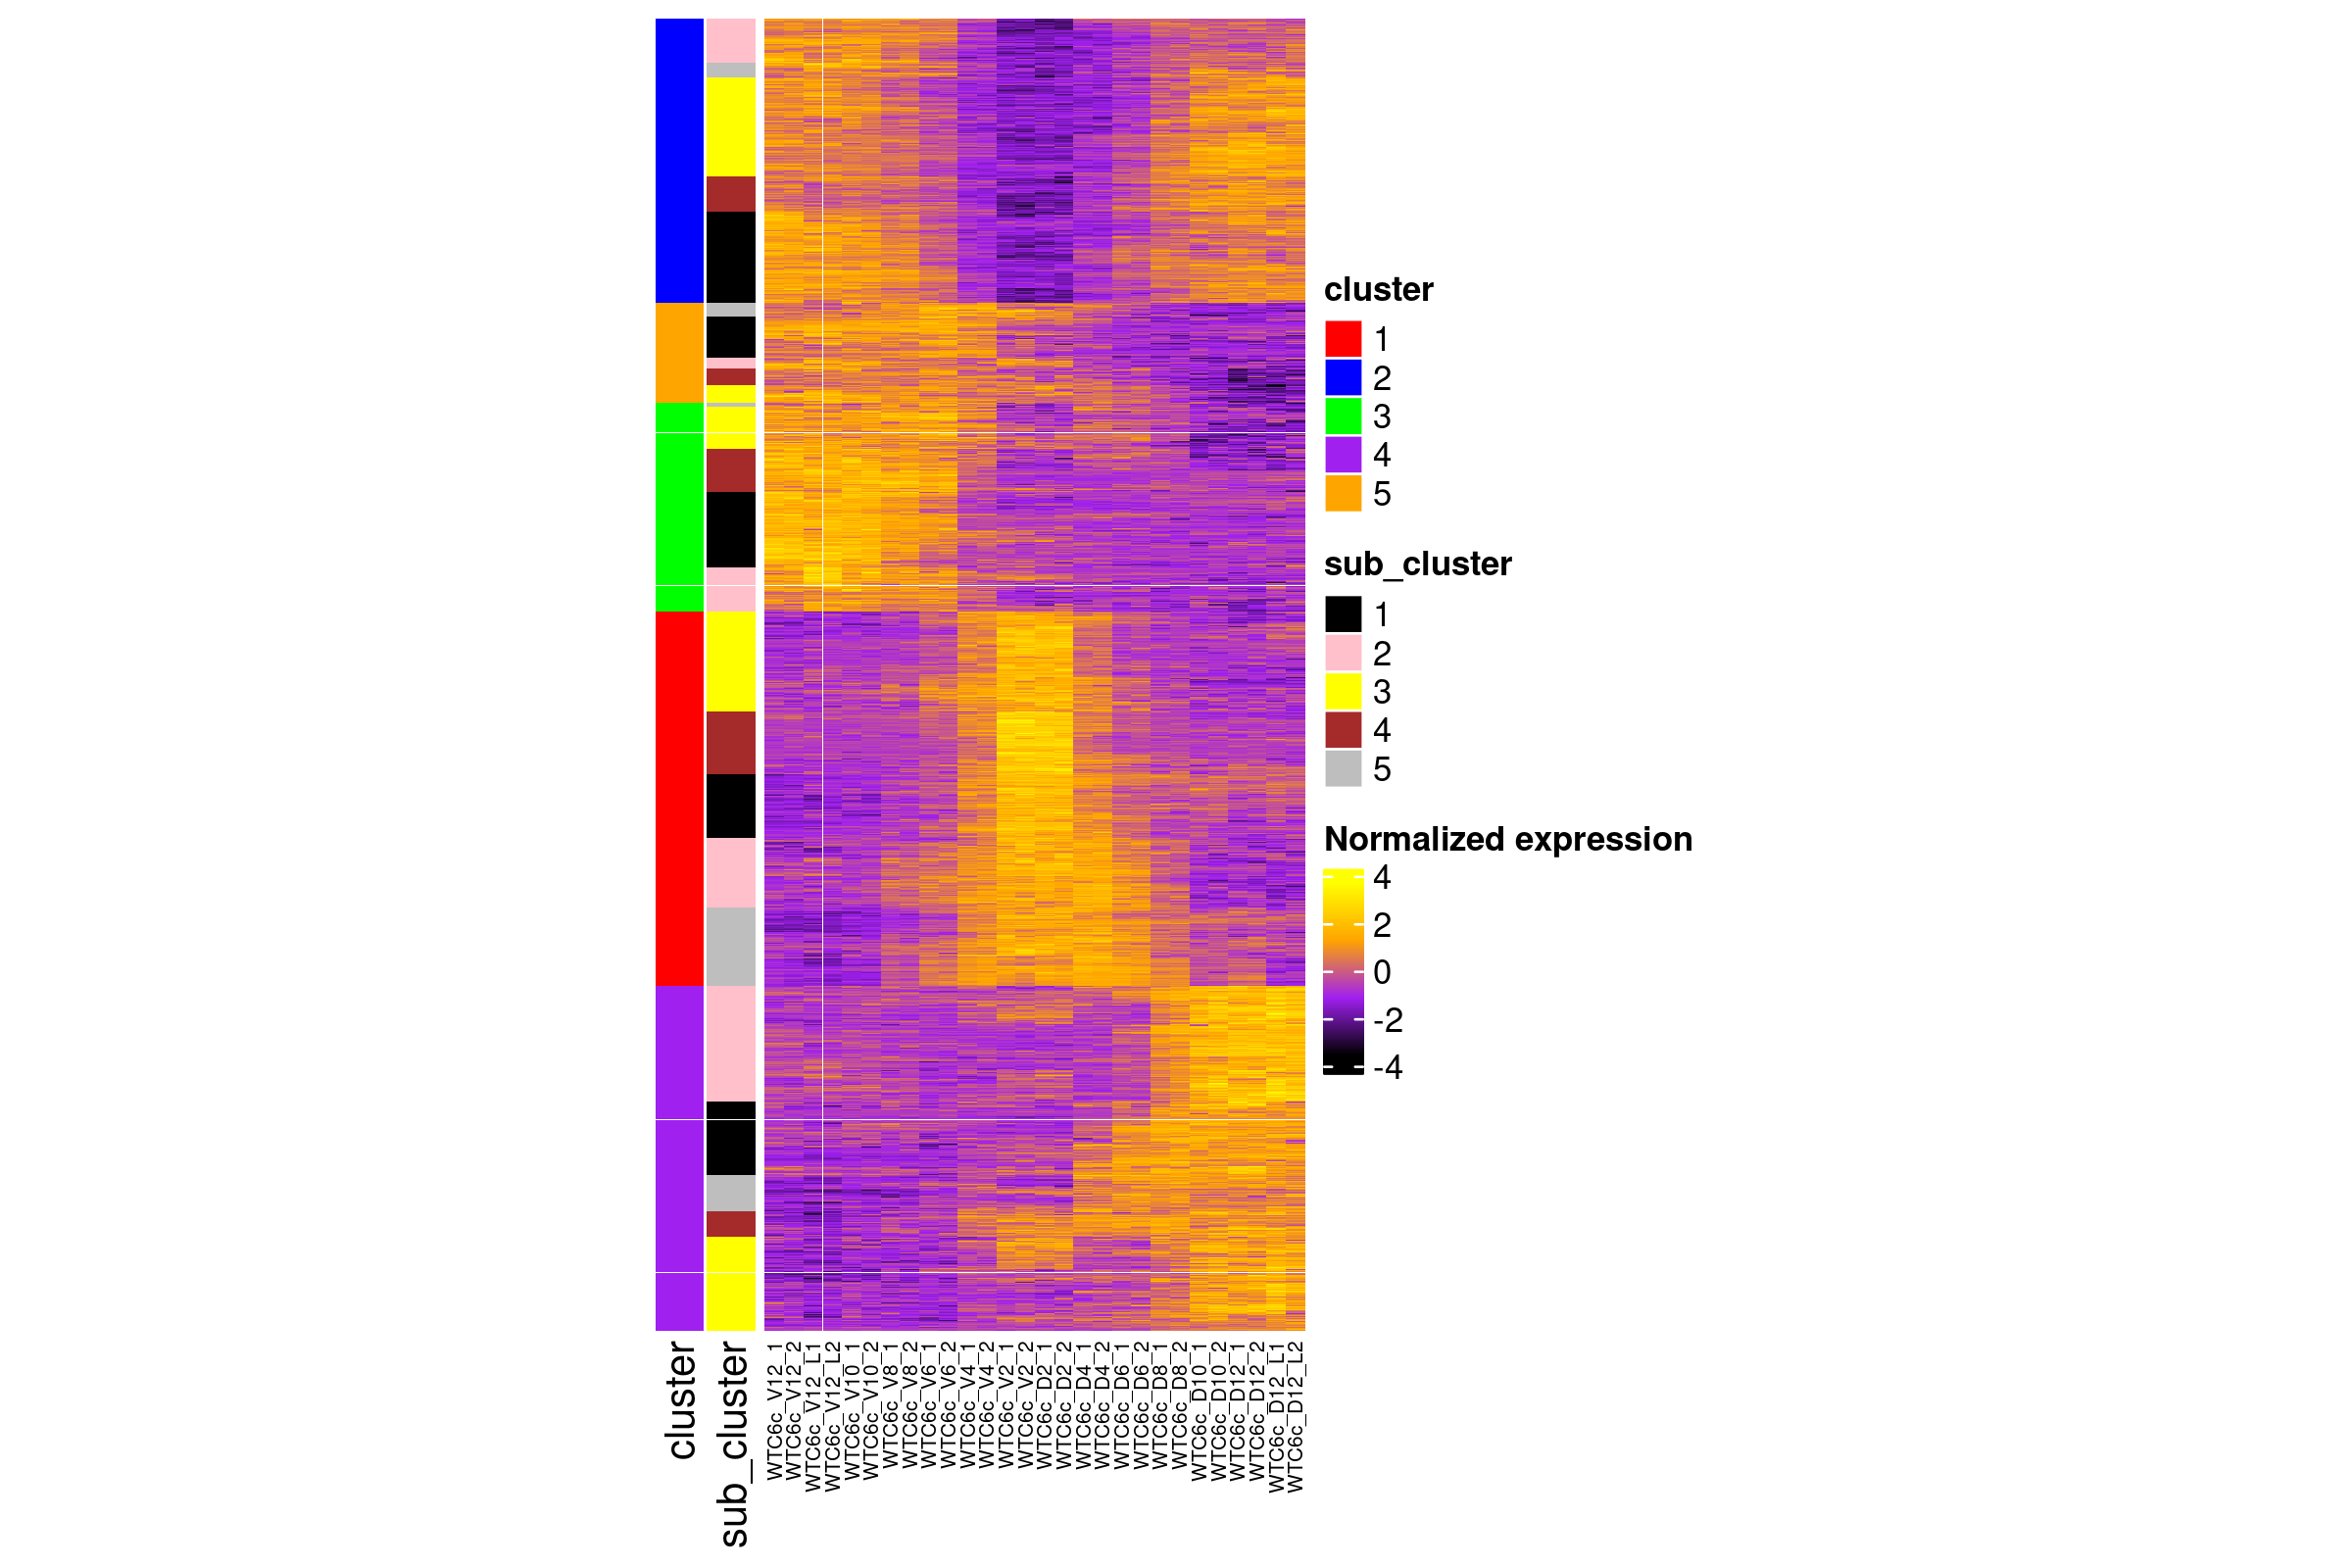 cluster
1
2
3
4
5
sub_cluster
1
2
3
4
5
Normalized expression
4
2
0
-2
-4
cluster
sub_cluster
WTC6c_V12_1
WTC6c_V12_2
WTC6c_V12_L1
WTC6c_V12_L2
WTC6c_V10_1
WTC6c_V10_2
WTC6c_V8_1
WTC6c_V8_2
WTC6c_V6_1
WTC6c_V6_2
WTC6c_V4_1
WTC6c_V4_2
WTC6c_V2_1
WTC6c_V2_2
WTC6c_D2_1
WTC6c_D2_2
WTC6c_D4_1
WTC6c_D4_2
WTC6c_D6_1
WTC6c_D6_2
WTC6c_D8_1
WTC6c_D8_2
WTC6c_D10_1
WTC6c_D10_2
WTC6c_D12_1
WTC6c_D12_2
WTC6c_D12_L1
WTC6c_D12_L2